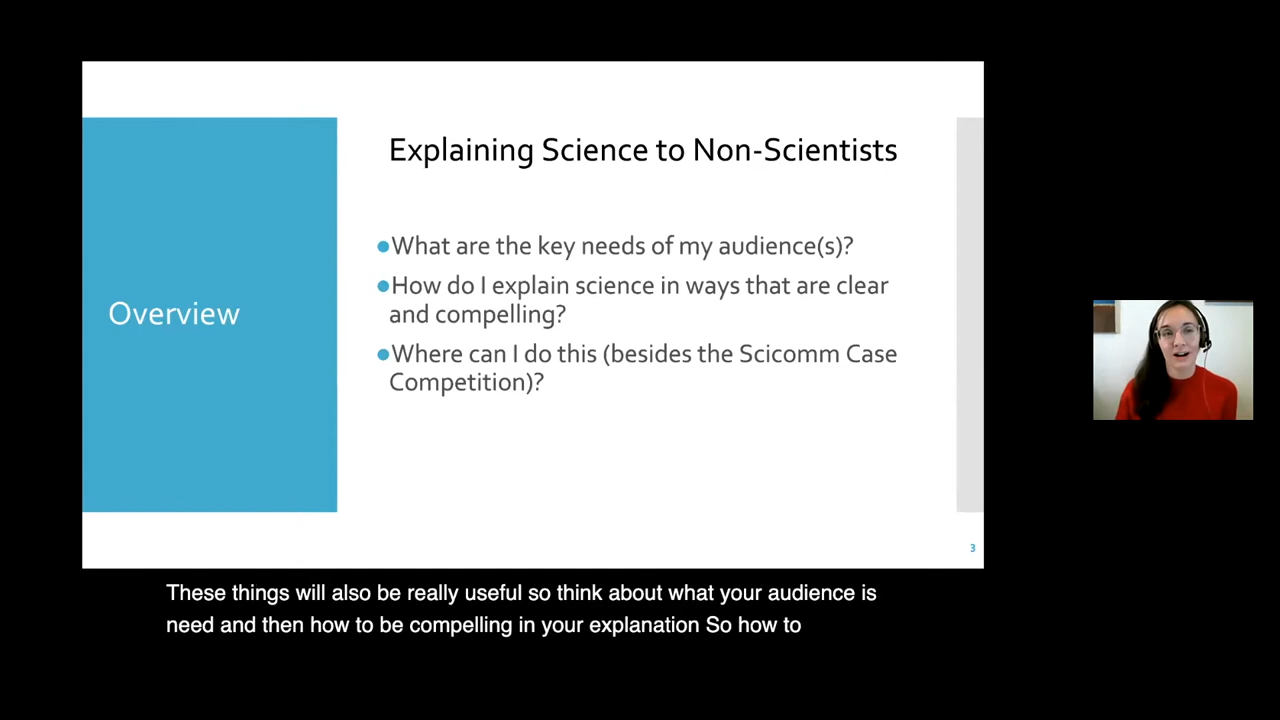 Explaining Science to Non-Scientists
Overview
●What are the key needs of my audience(s)?
●How do I explain science in ways that are clear
and compelling?
●Where can I do this (besides the Scicomm Case
Competition)?
3
These things will also be really useful so think about what your audience is
need and then how to be compelling in your explanation So how to